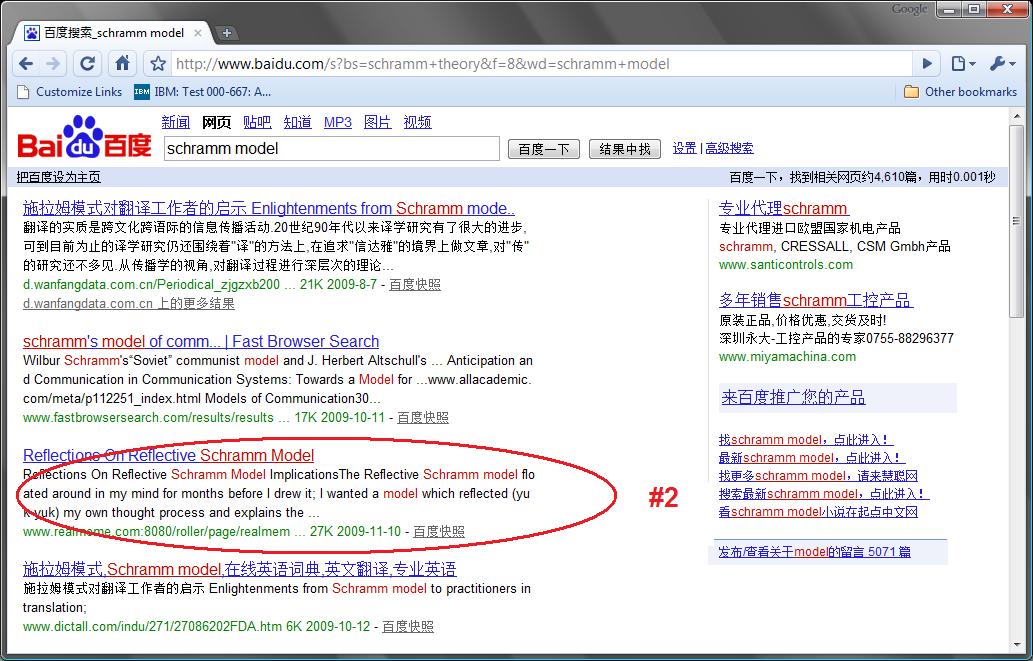 Google
百度搜索_schramm model
http://www.baidu.com/s?bs=schramm+theory&f=8&wd=schramm+model
Customize Links IBM: Test 000-667: A... Other bookmarks
Bai du 百度
新闻 网页 贴吧 知道 MP3 图片 视频
schramm model 百度一下 结果中找 设置 | 高级搜索
把百度设为主页 百度一下，找到相关网页约4,610篇，用时0.001秒
施拉姆模式对翻译工作者的启示 Enlightenments from Schramm mode..
翻译的实质是跨文化跨语际的信息传播活动.20世纪90年代以来译学研究有了很大的进步,
可到目前为止的译学研究仍还围绕着"译"的方法上,在追求"信达雅"的境界上做文章,对"传"
的研究还不多见.从传播学的视角,对翻译过程进行深层次的理论...
d.wanfangdata.com.cn/Periodical_zjgzxb200 ... 21K 2009-8-7 - 百度快照
d.wanfangdata.com.cn 上的更多结果
schramm's model of comm... | Fast Browser Search
Wilbur Schramm's“Soviet” communist model and J. Herbert Altschull's ... Anticipation an
d Communication in Communication Systems: Towards a Model for ...www.allacademic.
com/meta/p112251_index.html Models of Communication30...
www.fastbrowsersearch.com/results/results ... 17K 2009-10-11 - 百度快照
Reflections On Reflective Schramm Model
Reflections On Reflective Schramm Model ImplicationsThe Reflective Schramm model flo
ated around in my mind for months before I drew it; I wanted a model which reflected (yu
k-yuk) my own thought process and explains the ...
www.realmeme.com:8080/roller/page/realmem ... 27K 2009-11-10 - 百度快照
#2
施拉姆模式,Schramm model,在线英语词典,英文翻译,专业英语
施拉姆模式对翻译工作者的启示 Enlightenments from Schramm model to practitioners in
translation;
www.dictall.com/indu/271/27086202FDA.htm 6K 2009-10-12 - 百度快照
专业代理schramm
专业代理进口欧盟国家机电产品
schramm, CRESSALL, CSM Gmbh产品
www.santicontrols.com
多年销售schramm工控产品
原装正品,价格优惠,交货及时!
深圳永大-工控产品的专家0755-88296377
www.miyamachina.com
来百度推广您的产品
找schramm model，点此进入！
最新schramm model，点此进入！
找更多schramm model，请来慧聪网
搜索最新schramm model，点此进入！
看schramm model小说在起点中文网
发布/查看关于model的留言 5071 篇